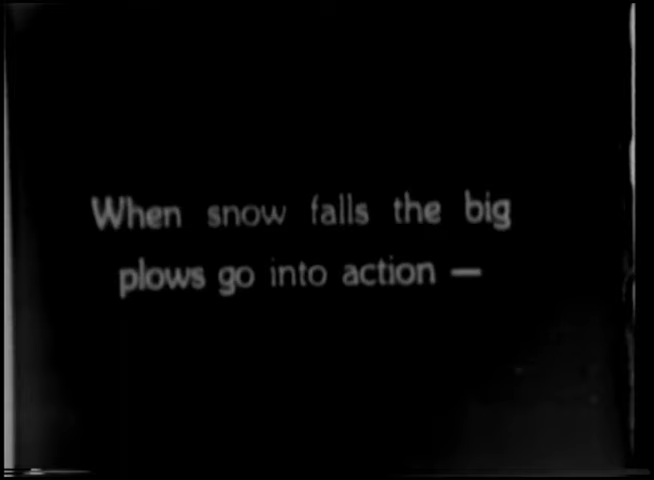 When snow falls the big
plows go into action —